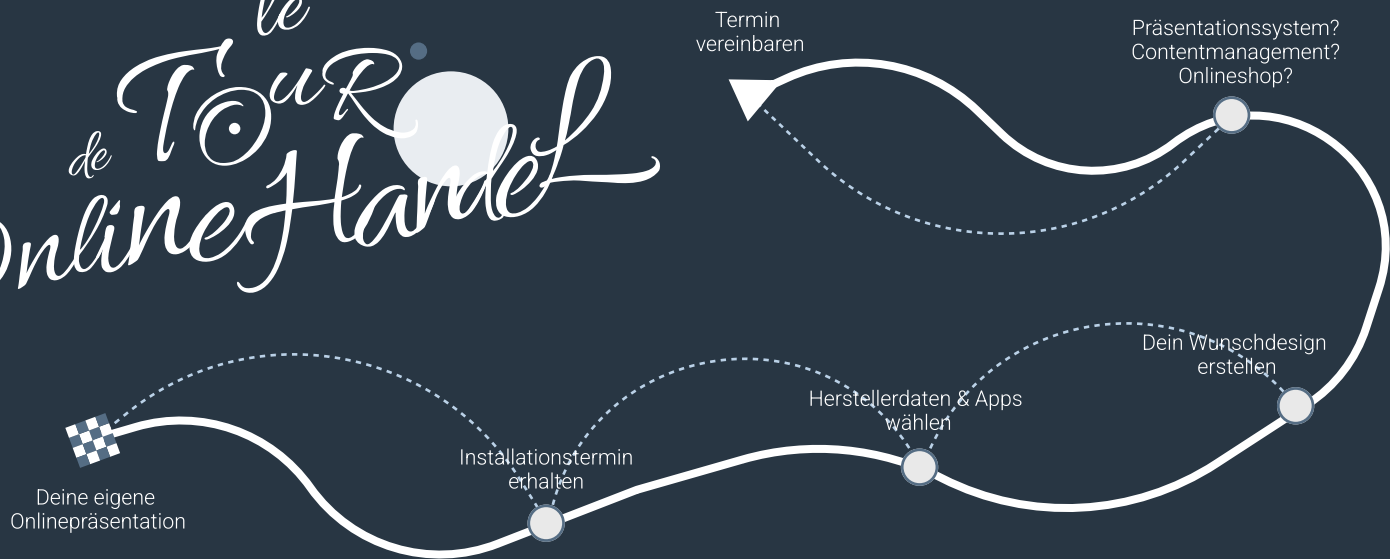 le
TouR
de
OnlineHandeL
Termin
vereinbaren
Präsentationssystem?
Contentmanagement?
Onlineshop?
Dein Wunschdesign
erstellen
Herstellerdaten & Apps
wählen
Installationstermin
erhalten
Deine eigene
Onlinepräsentation